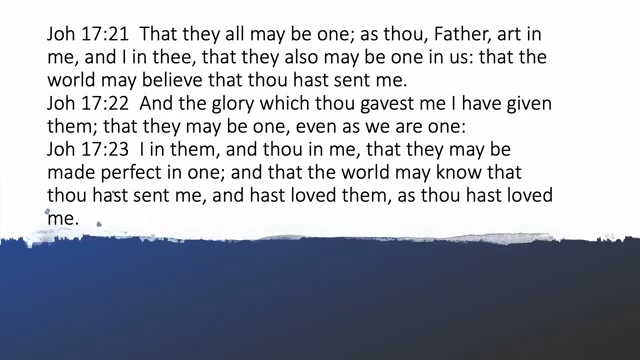 Joh 17:21  That they all may be one; as thou, Father, art in
me, and I in thee, that they also may be one in us: that the
world may believe that thou hast sent me.
Joh 17:22  And the glory which thou gavest me I have given
them; that they may be one, even as we are one:
Joh 17:23  I in them, and thou in me, that they may be
made perfect in one; and that the world may know that
thou hast sent me, and hast loved them, as thou hast loved
me.